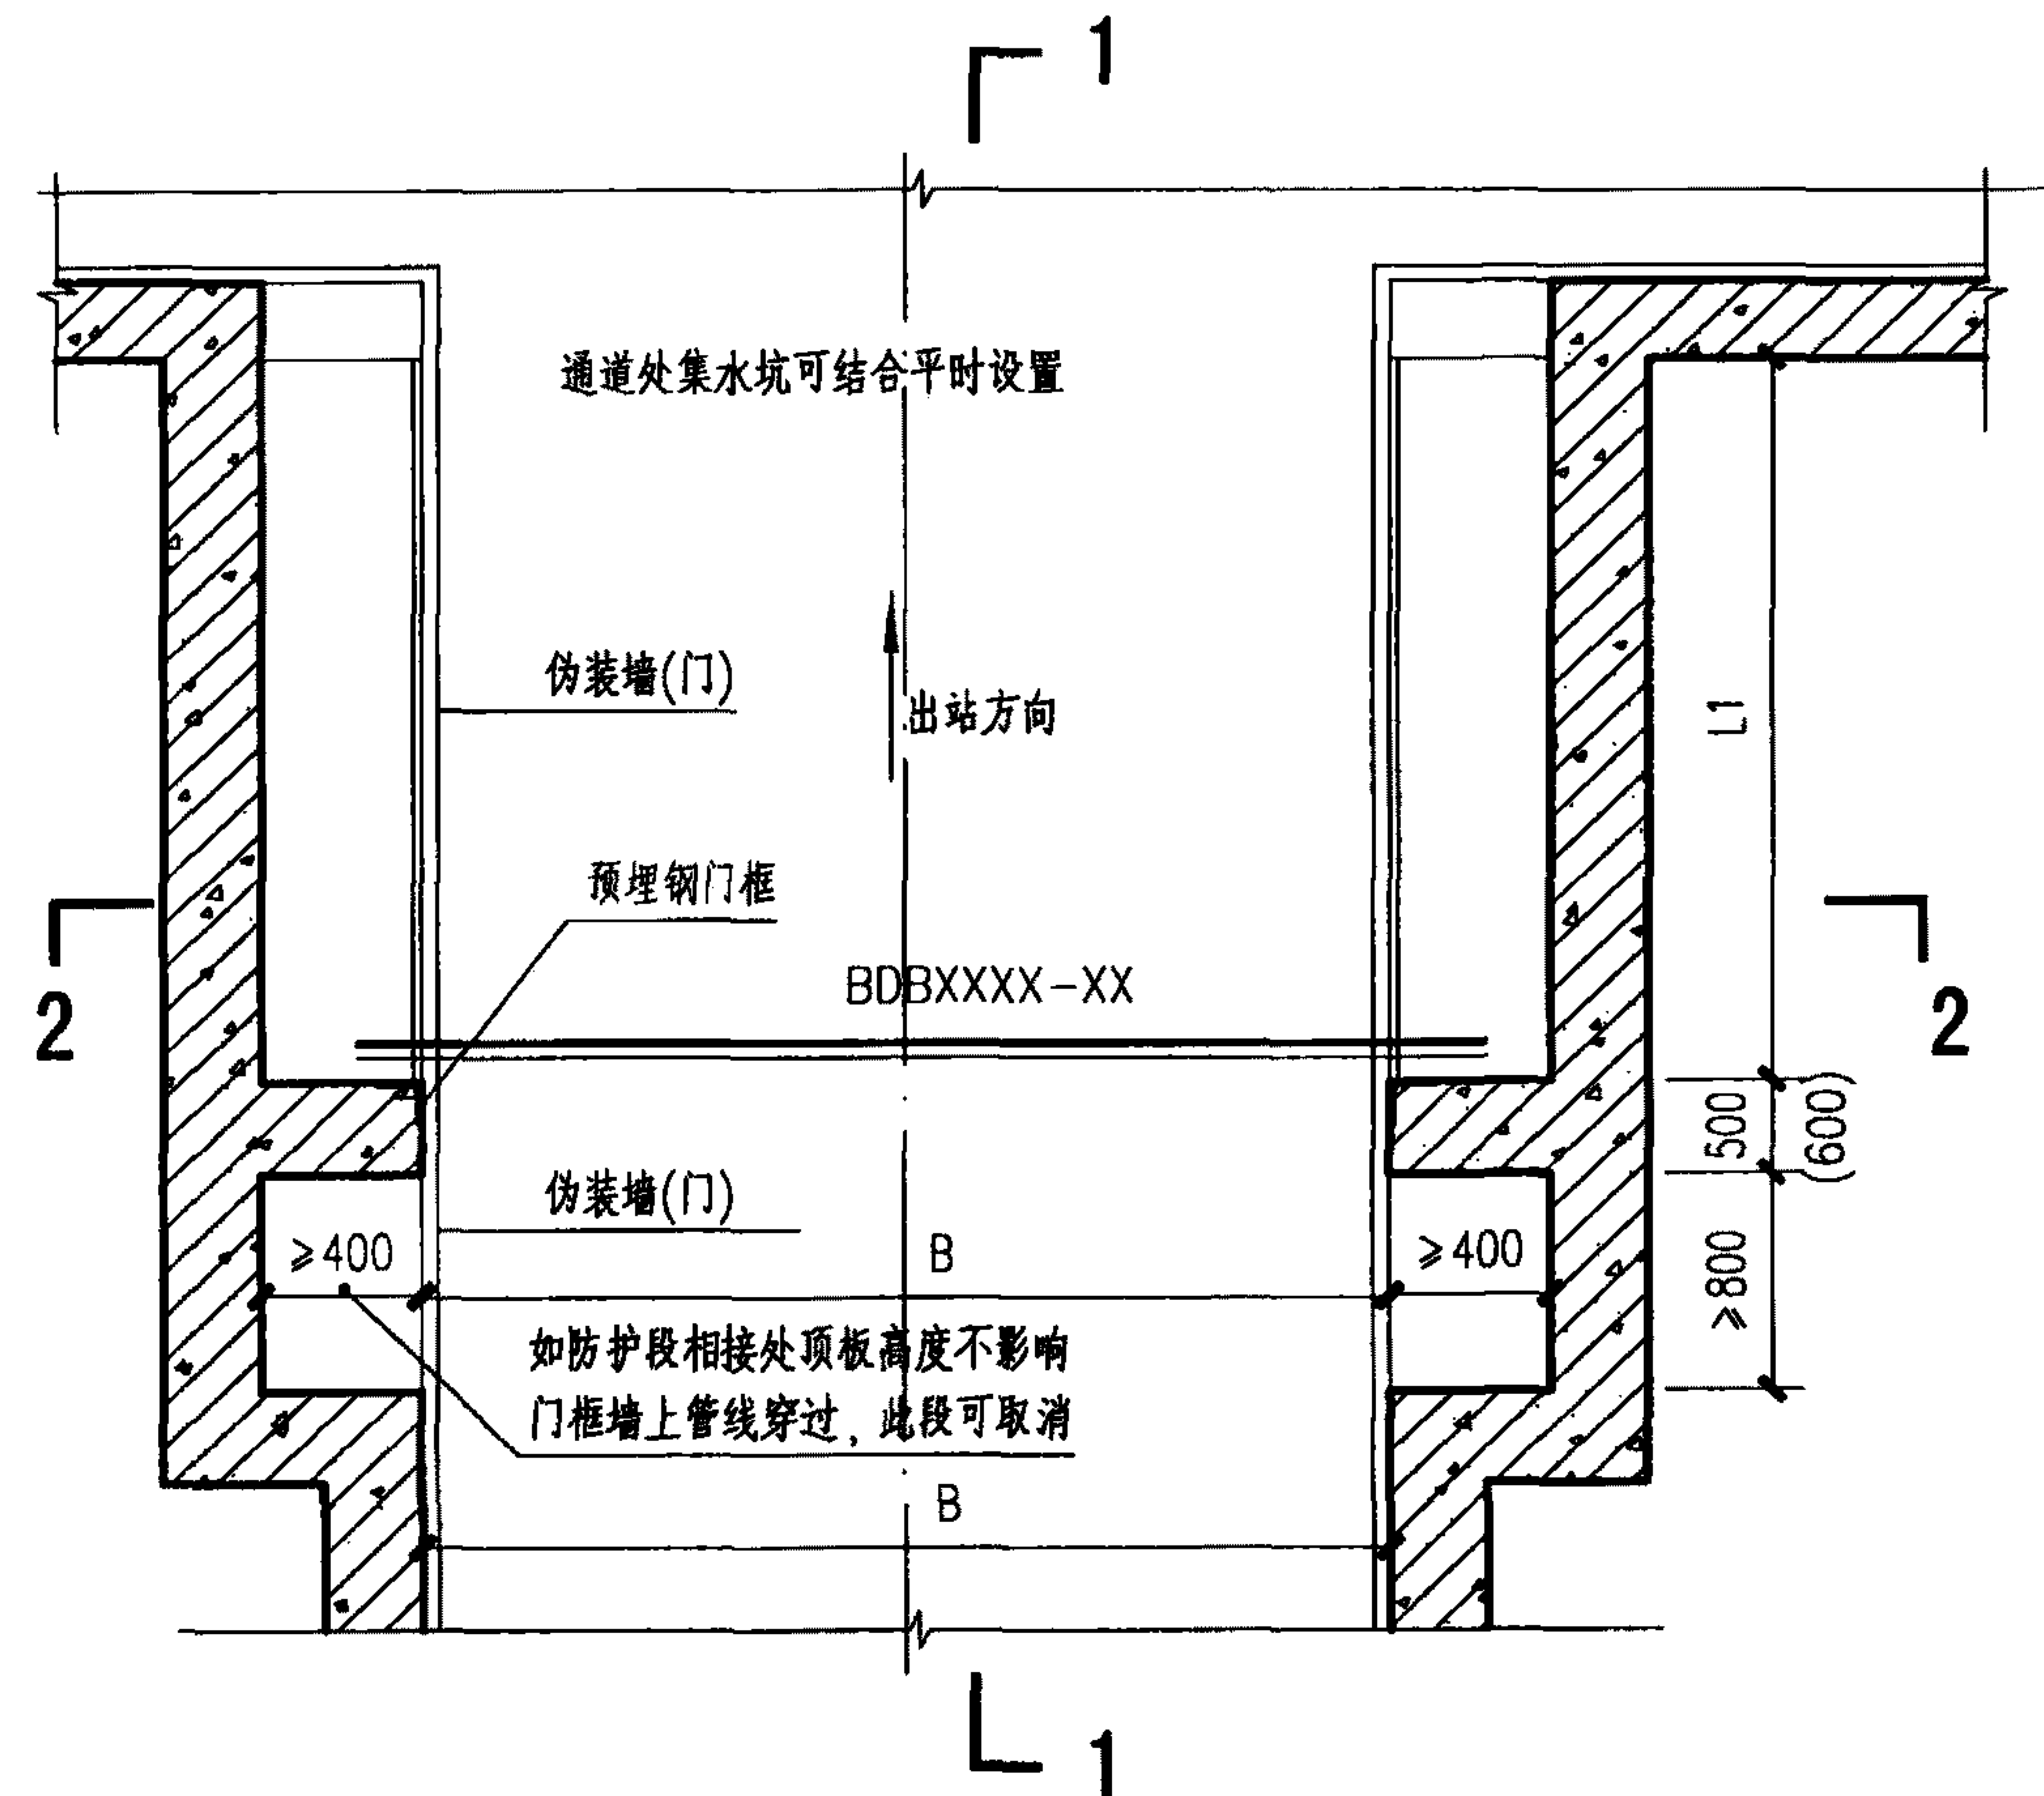 1
通道处集水坑可结合平时设置
伪装墙(门)
出站方向
L1
预埋钢门框
BDBXXXX-XX
2
2
500
(600)
伪装墙(门)
≥400
B
≥400
≥800
如防护段相接处顶板高度不影响
门框墙上管线穿过,此段可取消
B
1